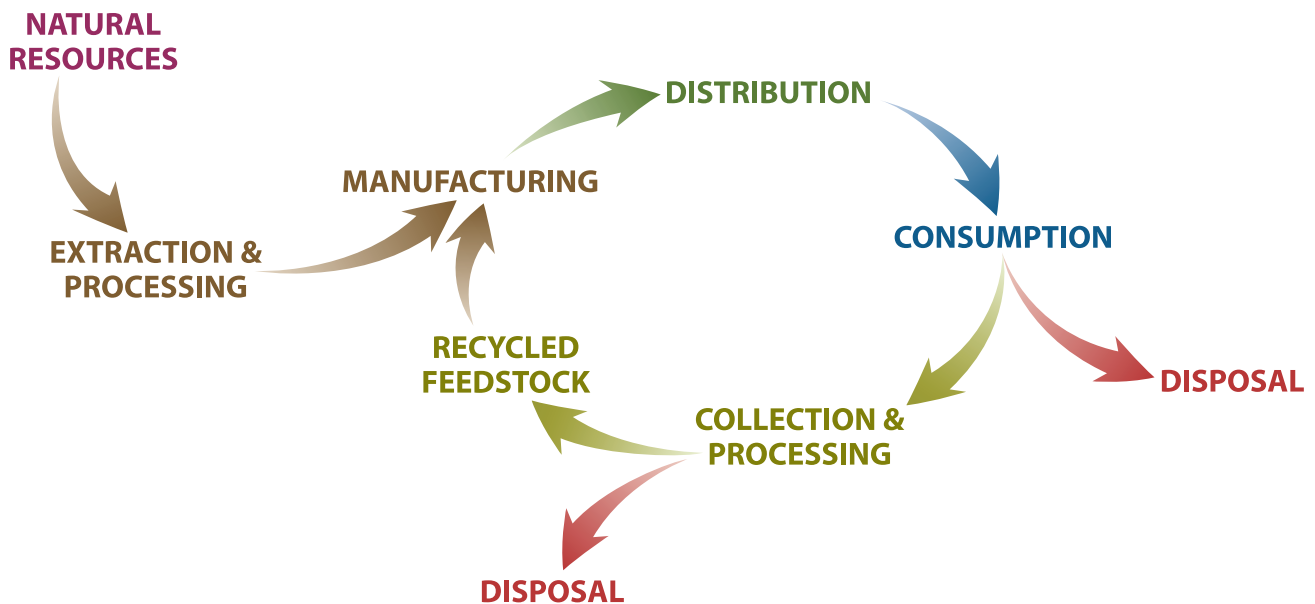 NATURAL
RESOURCES
DISTRIBUTION
MANUFACTURING
EXTRACTION &
PROCESSING
CONSUMPTION
RECYCLED
FEEDSTOCK
DISPOSAL
COLLECTION &
PROCESSING
DISPOSAL